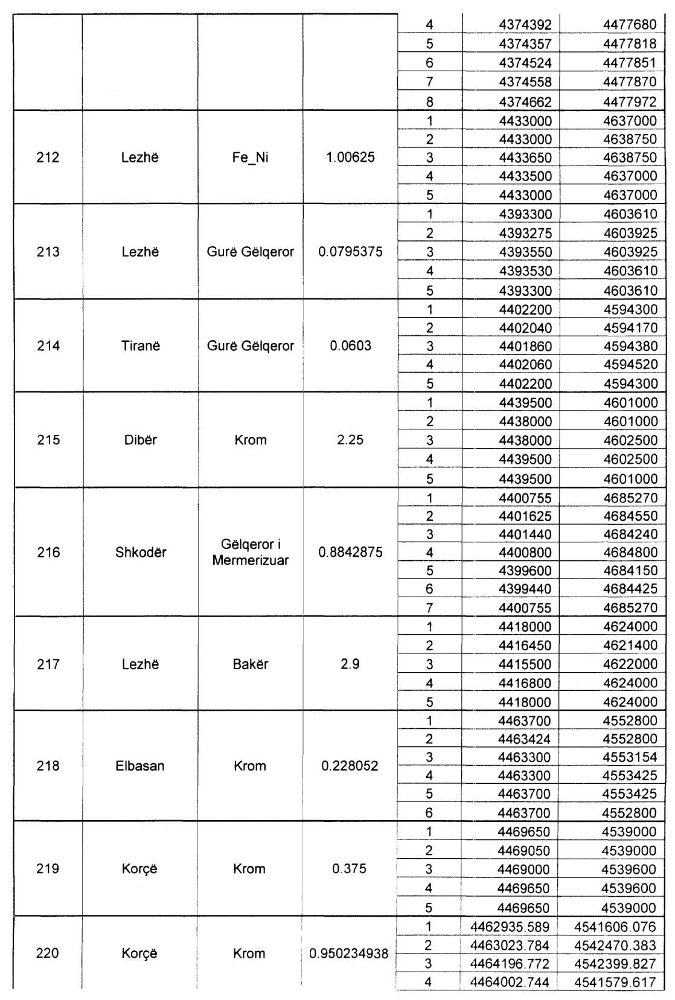 4 4374392 4477680
5 4374357 4477818
6 4374524 4477851
7 4374558 4477870
8 4374662 4477972
212 Lezhë Fe_Ni 1.00625
1 4433000 4637000
2 4433000 4638750
3 4433650 4638750
4 4433500 4637000
5 4433000 4637000
213 Lezhë Gurë Gëlqeror 0.0795375
1 4393300 4603610
2 4393275 4603925
3 4393550 4603925
4 4393530 4603610
5 4393300 4603610
214 Tiranë Gurë Gëlqeror 0.0603
1 4402200 4594300
2 4402040 4594170
3 4401860 4594380
4 4402060 4594520
5 4402200 4594300
215 Dibër Krom 2.25
1 4439500 4601000
2 4438000 4601000
3 4438000 4602500
4 4439500 4602500
5 4439500 4601000
216 Shkodër Gëlqeror i
Mermerizuar 0.8842875
1 4400755 4685270
2 4401625 4684550
3 4401440 4684240
4 4400800 4684800
5 4399600 4684150
6 4399440 4684425
7 4400755 4685270
217 Lezhë Bakër 2.9
1 4418000 4624000
2 4416450 4621400
3 4415500 4622000
4 4416800 4624000
5 4418000 4624000
218 Elbasan Krom 0.228052
1 4463700 4552800
2 4463424 4552800
3 4463300 4553154
4 4463300 4553425
5 4463700 4553425
6 4463700 4552800
219 Korçë Krom 0.375
1 4469650 4539000
2 4469050 4539000
3 4469000 4539600
4 4469650 4539600
5 4469650 4539000
220 Korçë Krom 0.950234938
1 4462935.589 4541606.076
2 4463023.784 4542470.383
3 4464196.772 4542399.827
4 4464002.744 4541579.617